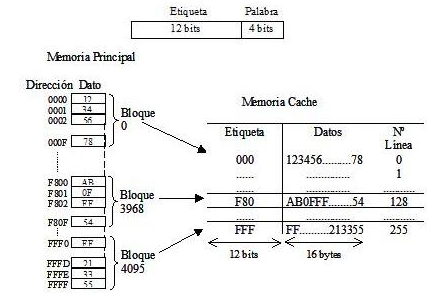 Etiqueta Palabra
12 bits 4 bits
Memoria Principal
Dirección Dato
0000 12
0001 34
0002 56
000F 78
Bloque
0
F800 AB
F801 0F
F802 FF
F80F 54
Bloque
3968
FFF0 FF
FFFD 21
FFFE 33
FFFF 55
Bloque
4095
Memoria Cache
Etiqueta Datos Nº
Línea
000 123456...........78 0
....... .............. 1
....... .............. ............
F80 AB0FFF..........54 128
....... .............. ............
FFF FF..........213355 255
12 bits 16 bytes